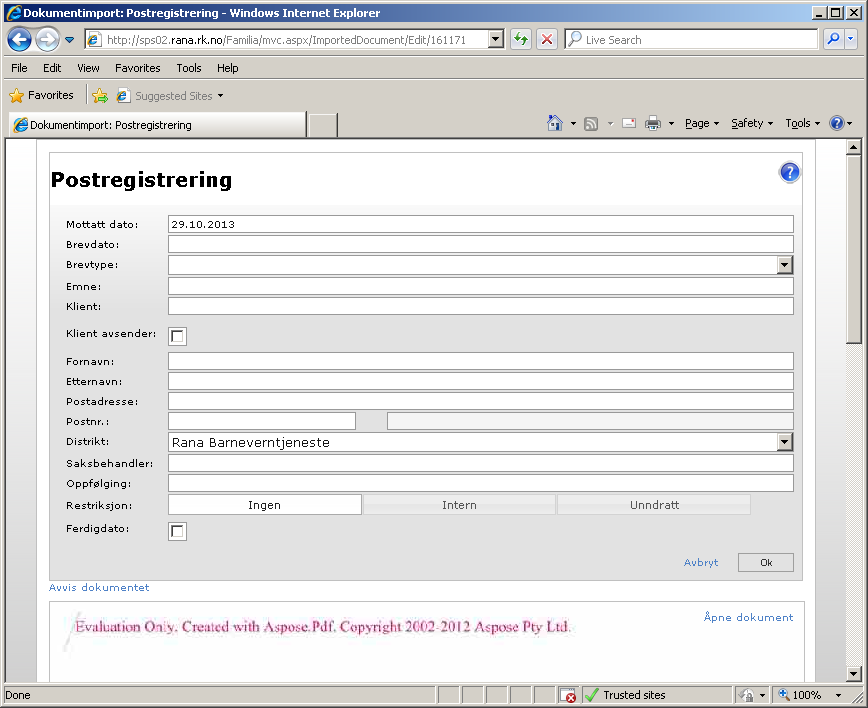 Dokumentimport: Postregistrering - Windows Internet Explorer
http://sps02.rana.rk.no/Familia/mvc.aspx/ImportedDocument/Edit/161171
Live Search
File Edit View Favorites Tools Help
Favorites Suggested Sites
Dokumentimport: Postregistrering
Page Safety Tools
Postregistrering
Mottatt dato: 29.10.2013
Brevdato:
Brevtype:
Emne:
Klient:
Klient avsender:
Fornavn:
Etternavn:
Postadresse:
Postnr.:
Distrikt: Rana Barneverntjeneste
Saksbehandler:
Oppfølging:
Restriksjon: Ingen Intern Unndratt
Ferdigdato:
Avbryt Ok
Avvis dokumentet
Åpne dokument
Evaluation Only. Created with Aspose.Pdf. Copyright 2002-2012 Aspose Pty Ltd.
Done Trusted sites 100%